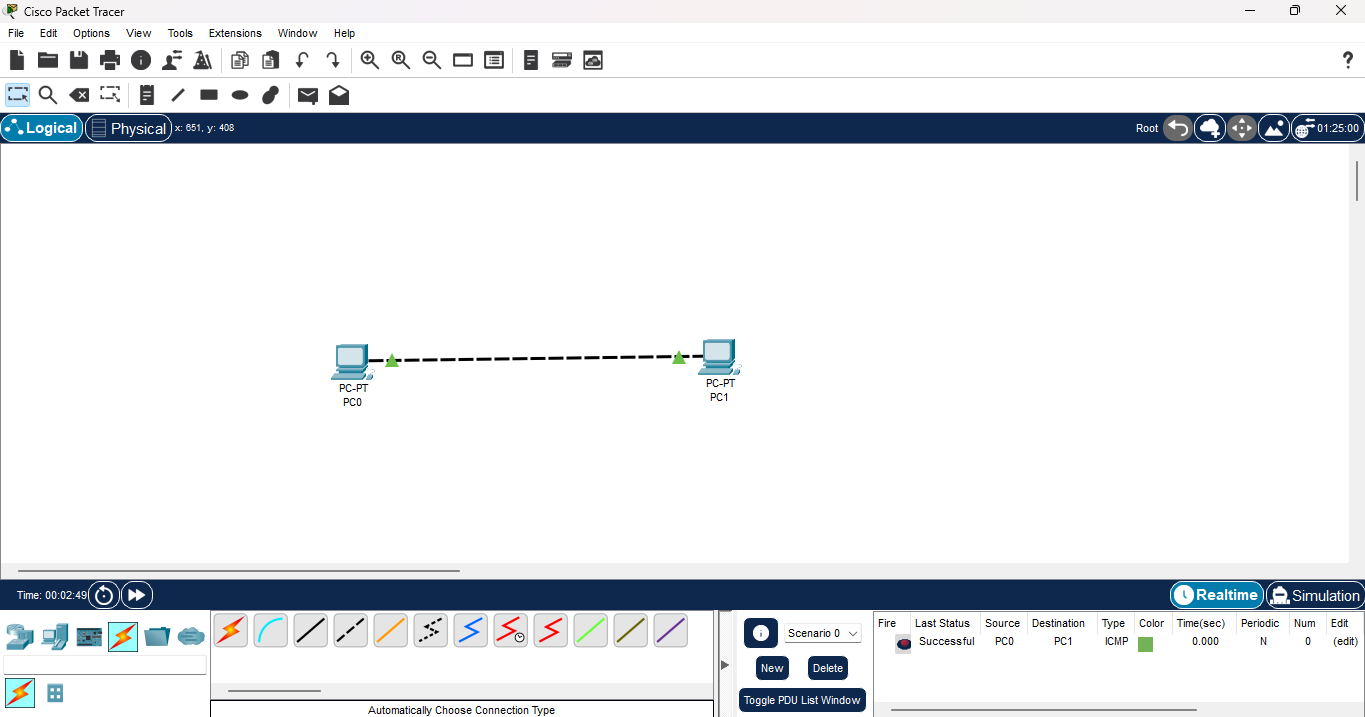 Cisco Packet Tracer
File Edit Options View Tools Extensions Window Help
?
Logical Physical x: 651, y: 408 Root 01:25:00
PC-PT
PC0
PC-PT
PC1
Time: 00:02:49 Realtime Simulation
Scenario 0
New Delete
Toggle PDU List Window
Fire Last Status Source Destination Type Color Time(sec) Periodic Num Edit
Successful PC0 PC1 ICMP 0.000 N 0 (edit)
Automatically Choose Connection Type